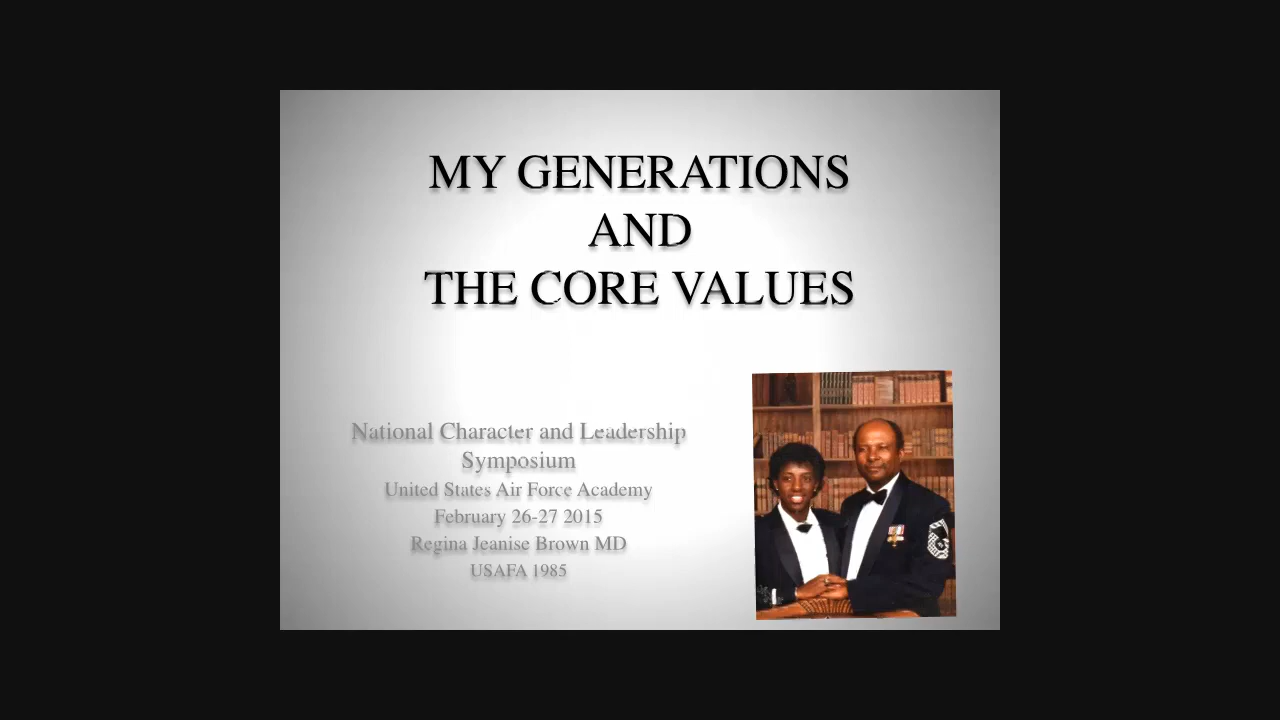 MY GENERATIONS
AND
THE CORE VALUES
National Character and Leadership
Symposium
United States Air Force Academy
February 26-27 2015
Regina Jeanise Brown MD
USAFA 1985